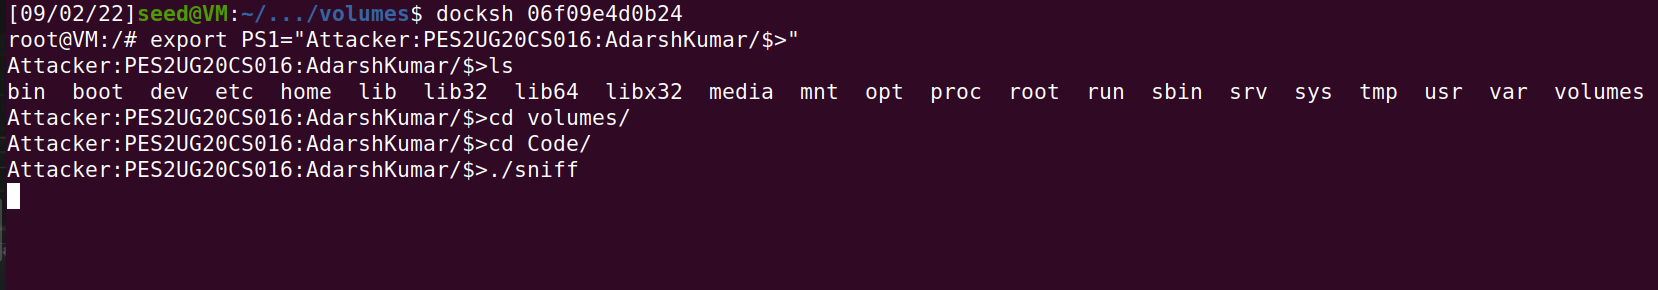 [09/02/22]seed@VM:~/.../volumes$ docksh 06f09e4d0b24
root@VM:/# export PS1="Attacker:PES2UG20CS016:AdarshKumar/$>"
Attacker:PES2UG20CS016:AdarshKumar/$>ls
bin  boot  dev  etc  home  lib  lib32  lib64  libx32  media  mnt  opt  proc  root  run  sbin  srv  sys  tmp  usr  var  volumes
Attacker:PES2UG20CS016:AdarshKumar/$>cd volumes/
Attacker:PES2UG20CS016:AdarshKumar/$>cd Code/
Attacker:PES2UG20CS016:AdarshKumar/$>./sniff